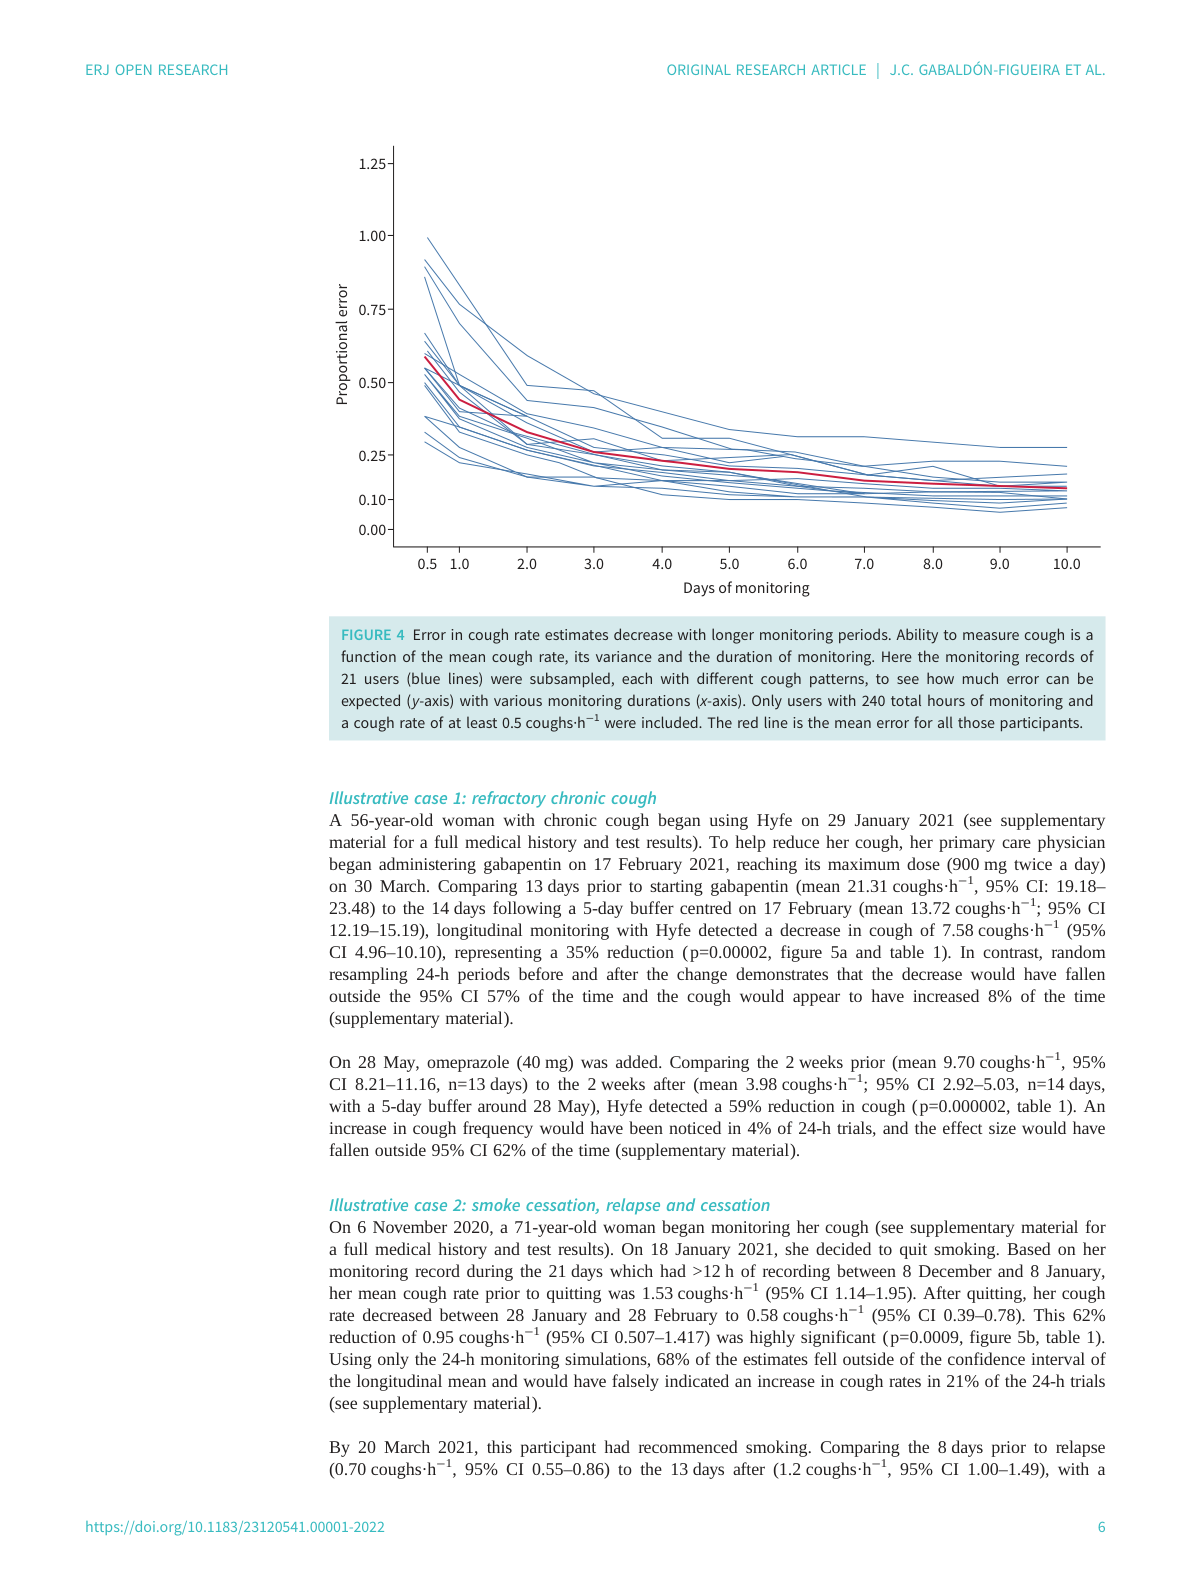 ERJ OPEN RESEARCH
ORIGINAL RESEARCH ARTICLE | J.C. GABALDÓN-FIGUEIRA ET AL.
1.25
1.00
0.75
0.50
0.25
0.10
0.00
Proportional error
0.5 1.0 2.0 3.0 4.0 5.0 6.0 7.0 8.0 9.0 10.0
Days of monitoring
FIGURE 4 Error in cough rate estimates decrease with longer monitoring periods. Ability to measure cough is a
function of the mean cough rate, its variance and the duration of monitoring. Here the monitoring records of
21 users (blue lines) were subsampled, each with different cough patterns, to see how much error can be
expected (y-axis) with various monitoring durations (x-axis). Only users with 240 total hours of monitoring and
a cough rate of at least 0.5 coughs·h⁻¹ were included. The red line is the mean error for all those participants.
Illustrative case 1: refractory chronic cough
A 56-year-old woman with chronic cough began using Hyfe on 29 January 2021 (see supplementary
material for a full medical history and test results). To help reduce her cough, her primary care physician
began administering gabapentin on 17 February 2021, reaching its maximum dose (900 mg twice a day)
on 30 March. Comparing 13 days prior to starting gabapentin (mean 21.31 coughs·h⁻¹, 95% CI: 19.18–
23.48) to the 14 days following a 5-day buffer centred on 17 February (mean 13.72 coughs·h⁻¹; 95% CI
12.19–15.19), longitudinal monitoring with Hyfe detected a decrease in cough of 7.58 coughs·h⁻¹ (95%
CI 4.96–10.10), representing a 35% reduction (p=0.00002, figure 5a and table 1). In contrast, random
resampling 24-h periods before and after the change demonstrates that the decrease would have fallen
outside the 95% CI 57% of the time and the cough would appear to have increased 8% of the time
(supplementary material).
On 28 May, omeprazole (40 mg) was added. Comparing the 2 weeks prior (mean 9.70 coughs·h⁻¹, 95%
CI 8.21–11.16, n=13 days) to the 2 weeks after (mean 3.98 coughs·h⁻¹; 95% CI 2.92–5.03, n=14 days,
with a 5-day buffer around 28 May), Hyfe detected a 59% reduction in cough (p=0.000002, table 1). An
increase in cough frequency would have been noticed in 4% of 24-h trials, and the effect size would have
fallen outside 95% CI 62% of the time (supplementary material).
Illustrative case 2: smoke cessation, relapse and cessation
On 6 November 2020, a 71-year-old woman began monitoring her cough (see supplementary material for
a full medical history and test results). On 18 January 2021, she decided to quit smoking. Based on her
monitoring record during the 21 days which had >12 h of recording between 8 December and 8 January,
her mean cough rate prior to quitting was 1.53 coughs·h⁻¹ (95% CI 1.14–1.95). After quitting, her cough
rate decreased between 28 January and 28 February to 0.58 coughs·h⁻¹ (95% CI 0.39–0.78). This 62%
reduction of 0.95 coughs·h⁻¹ (95% CI 0.507–1.417) was highly significant (p=0.0009, figure 5b, table 1).
Using only the 24-h monitoring simulations, 68% of the estimates fell outside of the confidence interval of
the longitudinal mean and would have falsely indicated an increase in cough rates in 21% of the 24-h trials
(see supplementary material).
By 20 March 2021, this participant had recommenced smoking. Comparing the 8 days prior to relapse
(0.70 coughs·h⁻¹, 95% CI 0.55–0.86) to the 13 days after (1.2 coughs·h⁻¹, 95% CI 1.00–1.49), with a
https://doi.org/10.1183/23120541.00001-2022
6